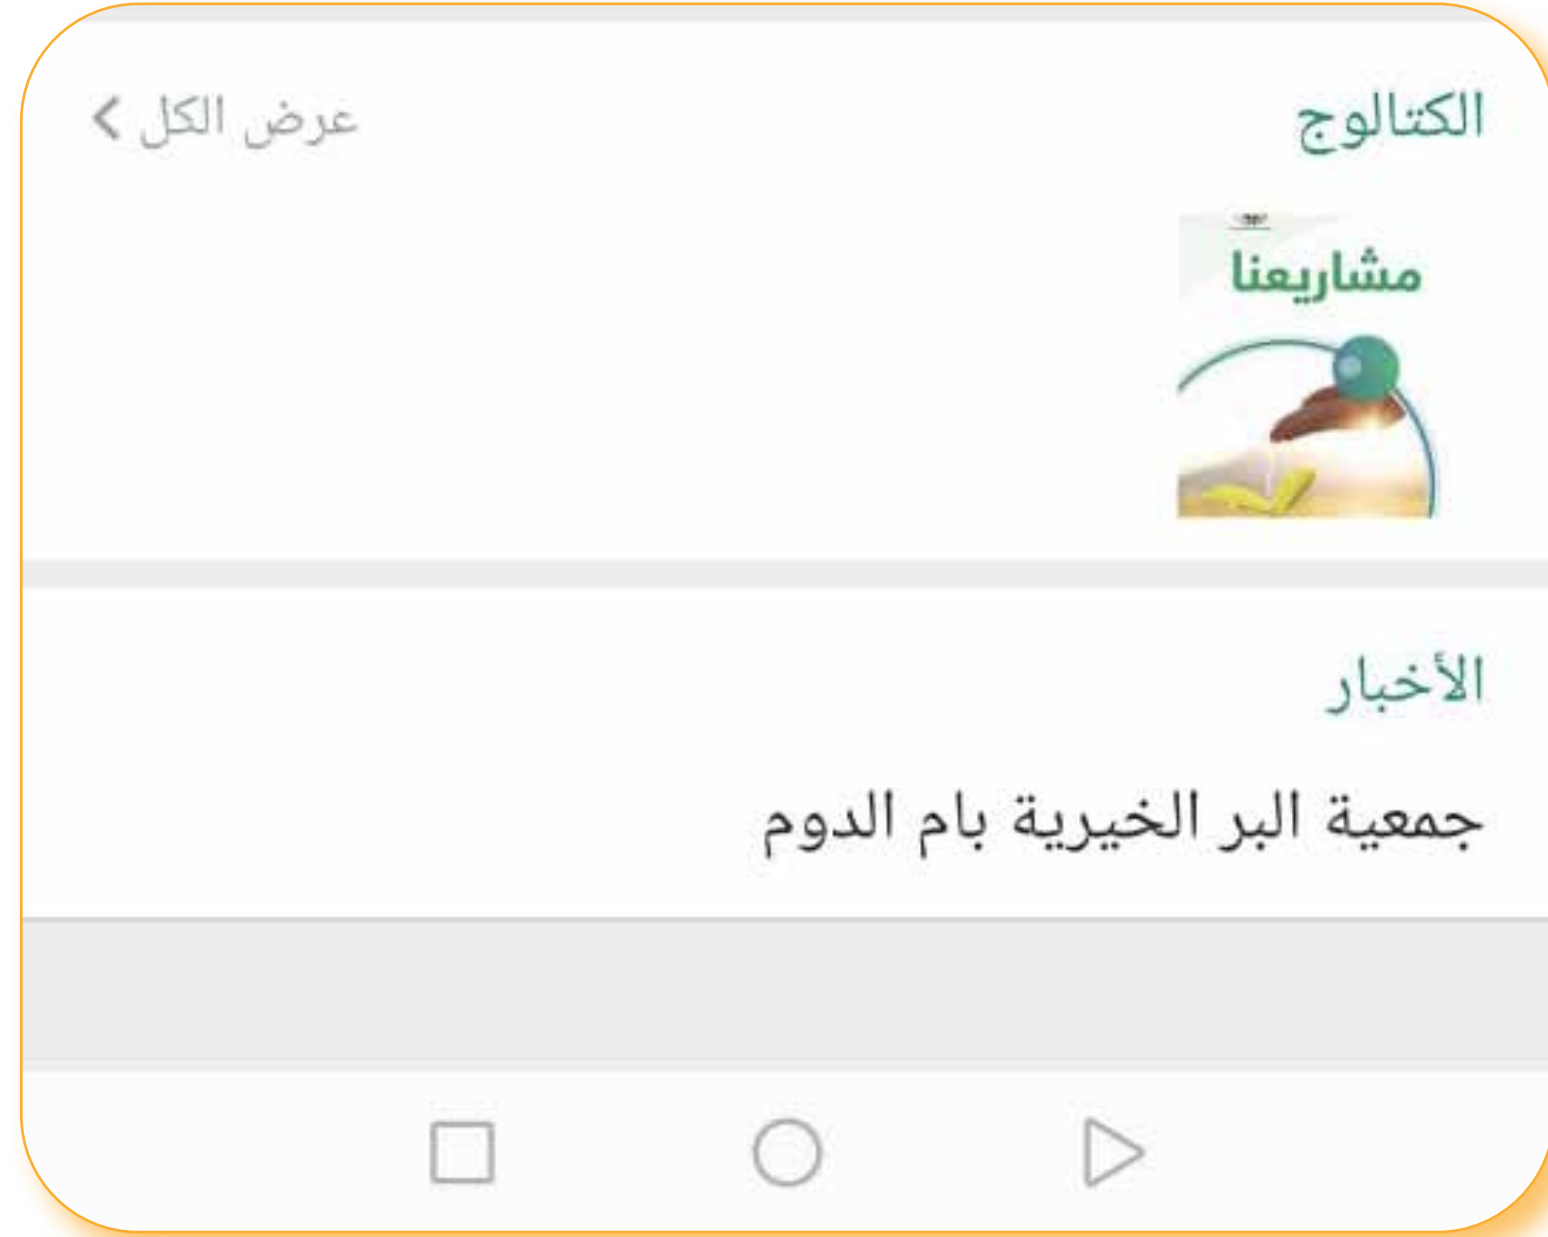 الكتالوج
عرض الكل
مشاريعنا
الأخبار
جمعية البر الخيرية بام الدوم